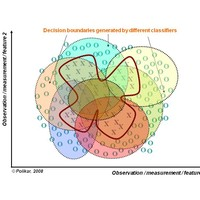 Decision boundaries generated by different classifiers
Observation / measurement / feature 2
© Polikar, 2008
Observation / measurement / feature